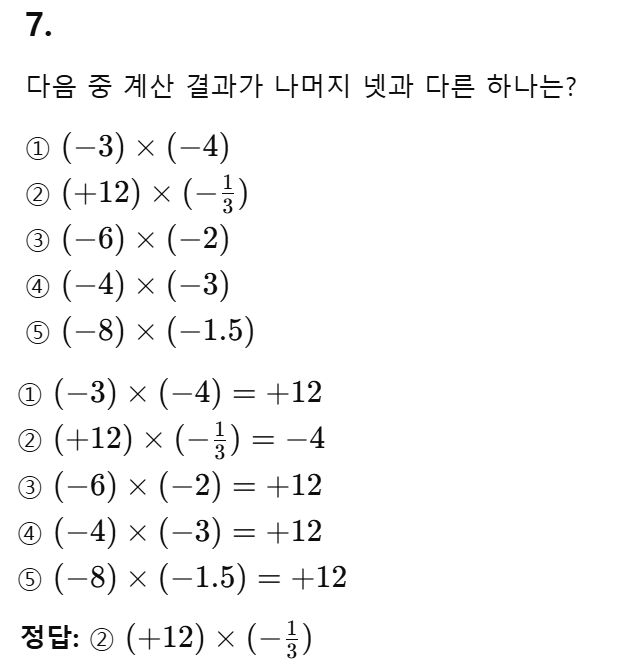 7.
다음 중 계산 결과가 나머지 넷과 다른 하나는?
① (−3) × (−4)
② (+12) × (−1/3)
③ (−6) × (−2)
④ (−4) × (−3)
⑤ (−8) × (−1.5)
① (−3) × (−4) = +12
② (+12) × (−1/3) = −4
③ (−6) × (−2) = +12
④ (−4) × (−3) = +12
⑤ (−8) × (−1.5) = +12
정답: ② (+12) × (−1/3)